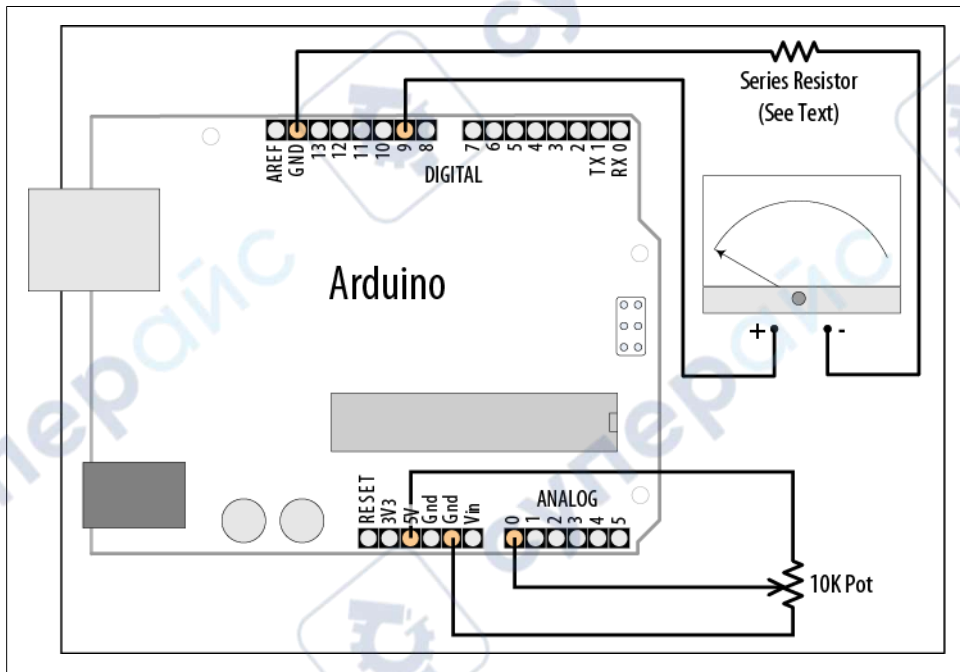 Series Resistor
(See Text)
AREF
GND
13
12
11
10
9
8
7
6
5
4
3
2
TX 1
RX 0
DIGITAL
Arduino
+
-
RESET
3V3
5V
Gnd
Gnd
Vin
ANALOG
0
1
2
3
4
5
10K Pot
суперайс
суперайс